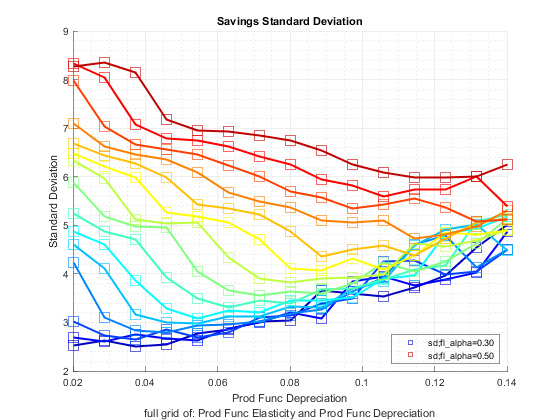 Savings Standard Deviation
9
8
7
6
5
4
3
2
Standard Deviation
0.02 0.04 0.06 0.08 0.1 0.12 0.14
sd;fl_alpha=0.30
sd;fl_alpha=0.50
Prod Func Depreciation
full grid of: Prod Func Elasticity and Prod Func Depreciation